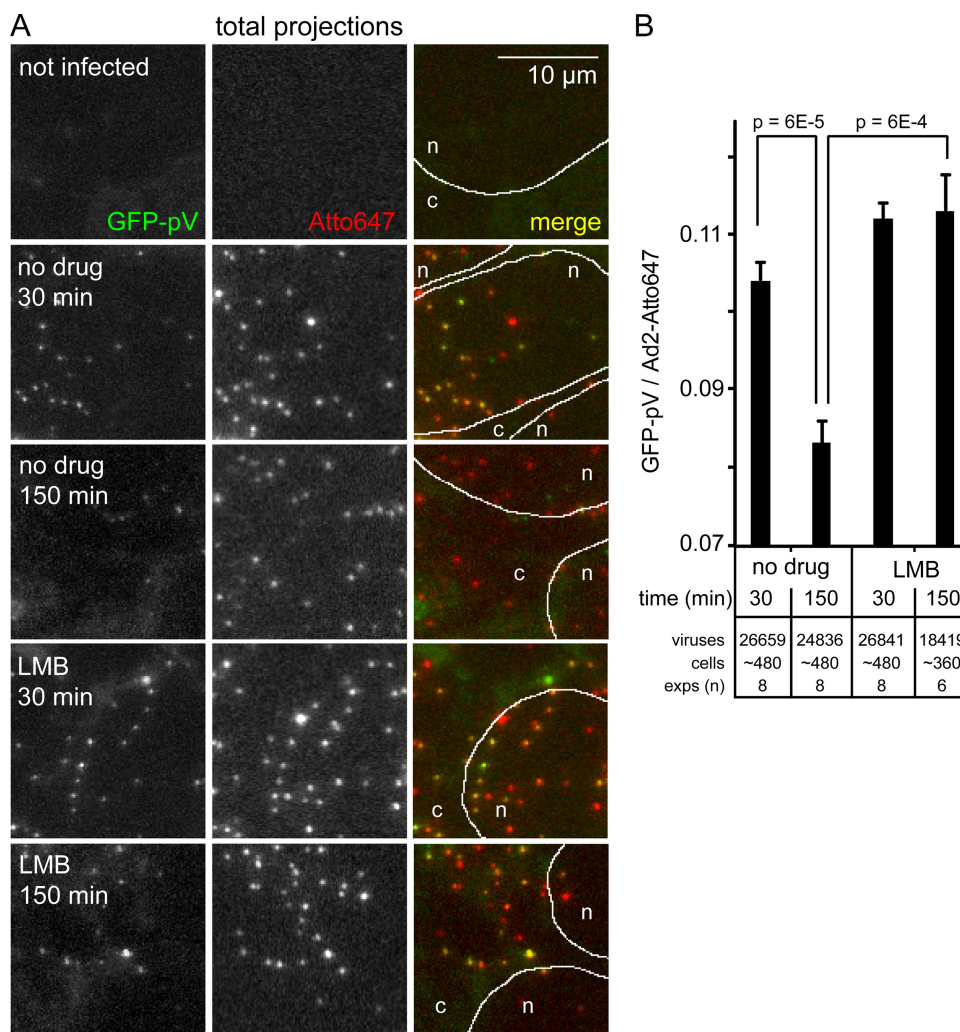 A
total projections
not infected
GFP-pV
Atto647
10 µm
n
c
merge
no drug
30 min
n
n
c
n
no drug
150 min
n
c
n
LMB
30 min
c
n
LMB
150 min
n
c
n
B
p = 6E-5
p = 6E-4
GFP-pV / Ad2-Atto647
0.11
0.09
0.07
no drug LMB
time (min) 30 150 30 150
viruses 26659 24836 26841 18419
cells ~480 ~480 ~480 ~360
exps (n) 8 8 8 6